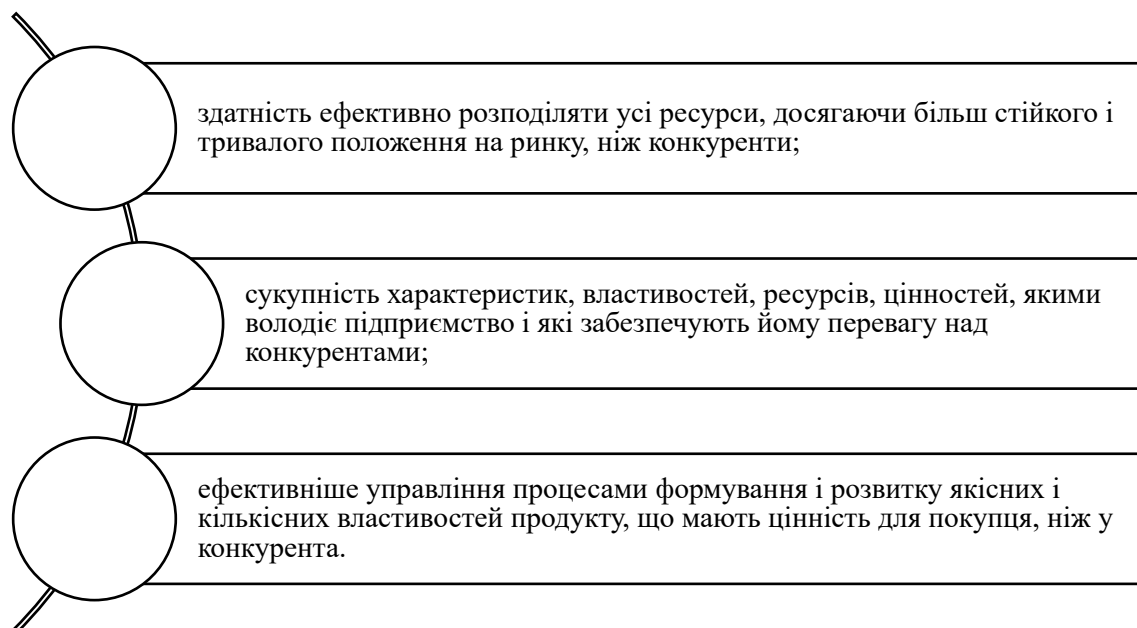 здатність ефективно розподіляти усі ресурси, досягаючи більш стійкого і
тривалого положення на ринку, ніж конкуренти;
сукупність характеристик, властивостей, ресурсів, цінностей, якими
володіє підприємство і які забезпечують йому перевагу над
конкурентами;
ефективніше управління процесами формування і розвитку якісних і
кількісних властивостей продукту, що мають цінність для покупця, ніж у
конкурента.